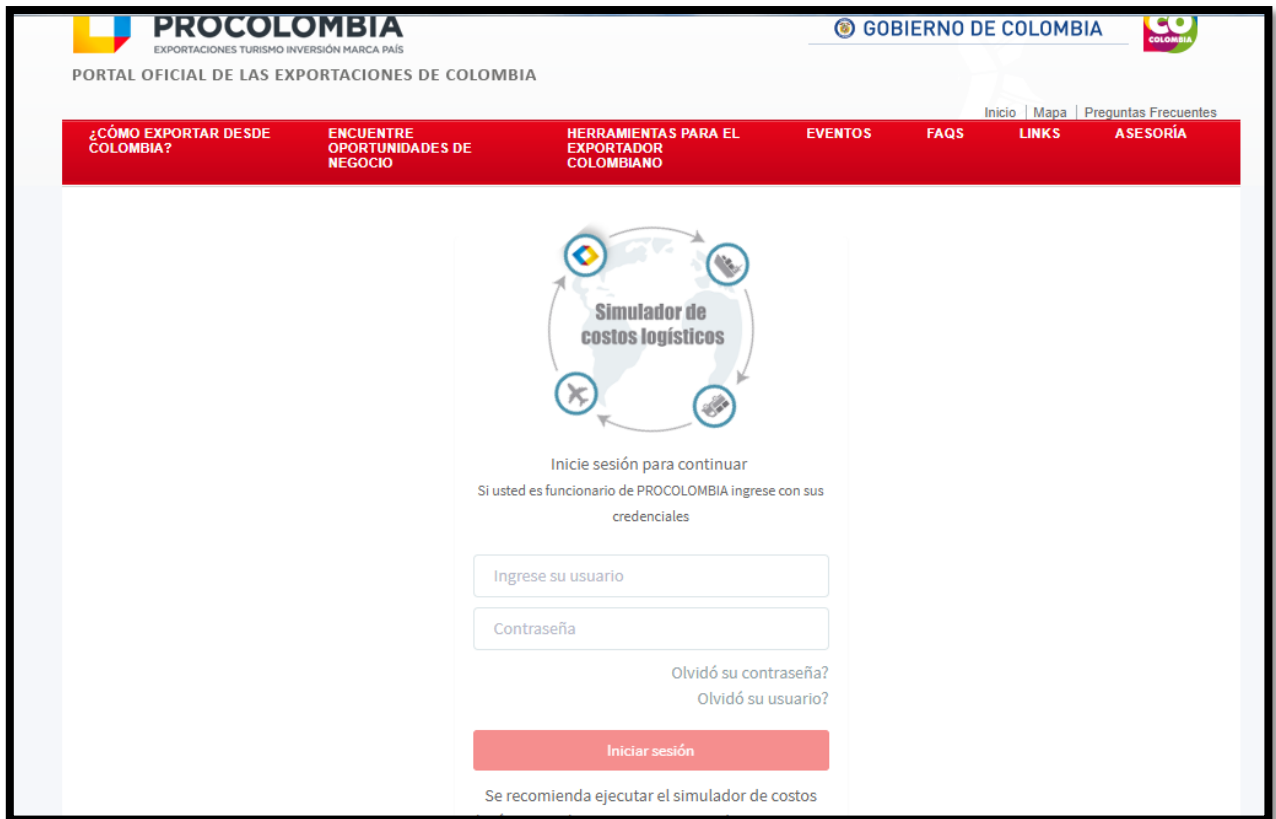 PROCOLOMBIA
EXPORTACIONES TURISMO INVERSIÓN MARCA PAÍS
GOBIERNO DE COLOMBIA
CO
COLOMBIA
PORTAL OFICIAL DE LAS EXPORTACIONES DE COLOMBIA
Inicio | Mapa | Preguntas Frecuentes
¿CÓMO EXPORTAR DESDE
COLOMBIA?
ENCUENTRE
OPORTUNIDADES DE
NEGOCIO
HERRAMIENTAS PARA EL
EXPORTADOR
COLOMBIANO
EVENTOS
FAQS
LINKS
ASESORÍA
Simulador de
costos logísticos
Inicie sesión para continuar
Si usted es funcionario de PROCOLOMBIA ingrese con sus
credenciales
Ingrese su usuario
Contraseña
Olvidó su contraseña?
Olvidó su usuario?
Iniciar sesión
Se recomienda ejecutar el simulador de costos